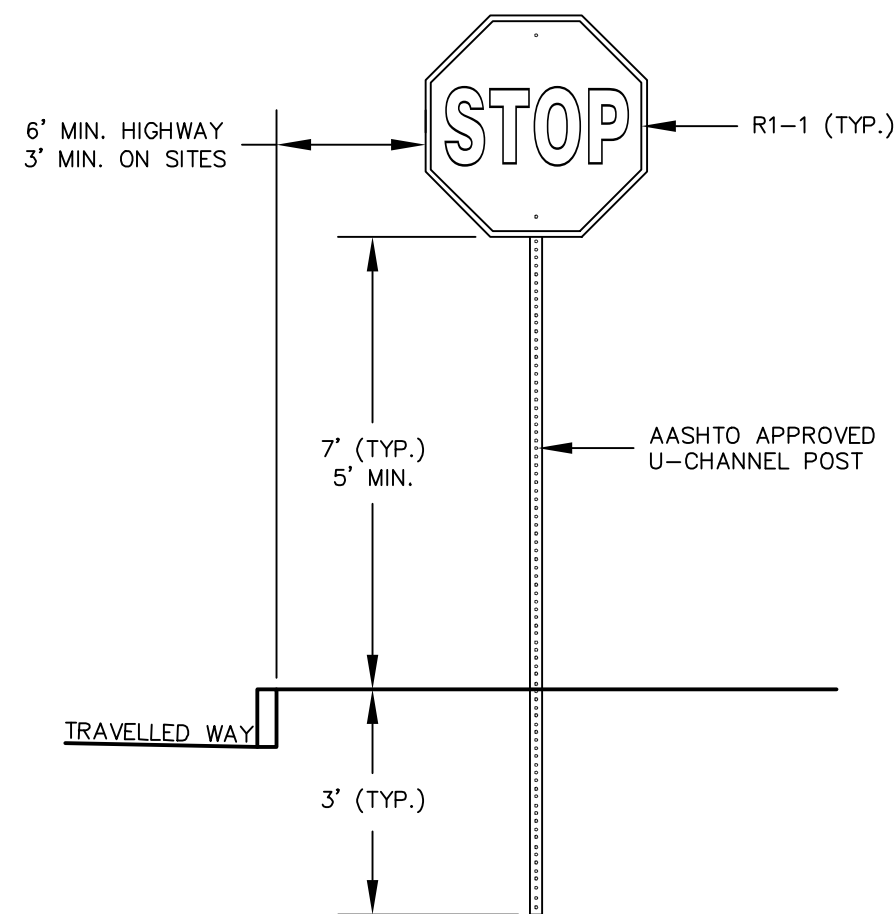 STOP
6' MIN. HIGHWAY
3' MIN. ON SITES
R1-1 (TYP.)
7' (TYP.)
5' MIN.
AASHTO APPROVED
U-CHANNEL POST
TRAVELLED WAY
3' (TYP.)